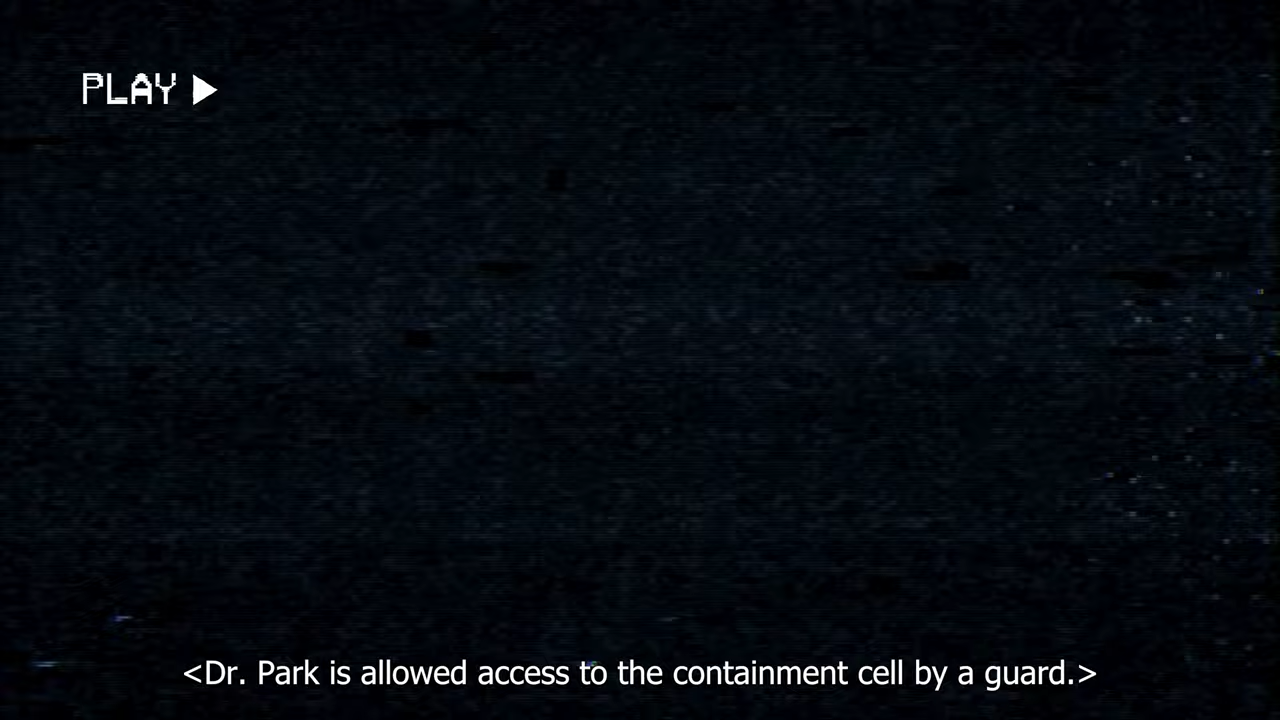 PLAY
<Dr. Park is allowed access to the containment cell by a guard.>